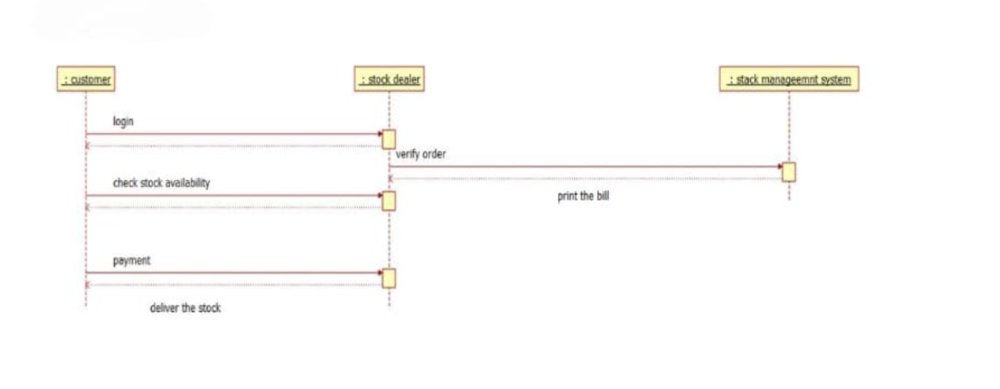 : customer
: stock dealer
: stack manageemnt system
login
verify order
check stock availability
print the bill
payment
deliver the stock